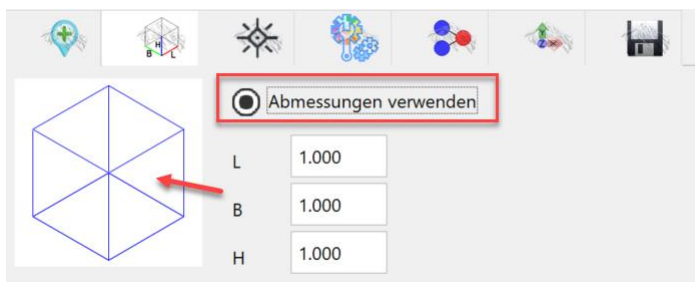 H
B L
Z X
Abmessungen verwenden
L 1.000
B 1.000
H 1.000